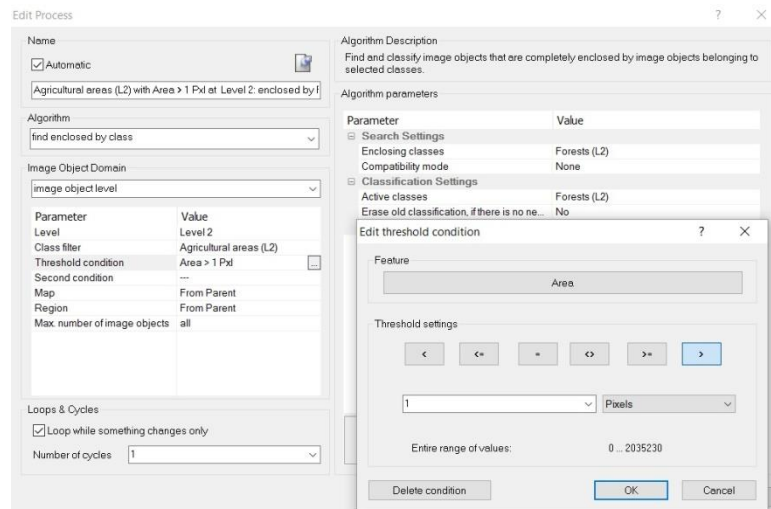 Edit Process
? ×
Name
Automatic
Agricultural areas (L2) with Area > 1 Pxl at Level 2: enclosed by
Algorithm
find enclosed by class
Image Object Domain
image object level
Parameter Value
Level Level 2
Class filter Agricultural areas (L2)
Threshold condition Area > 1 Pxl ...
Second condition ---
Map From Parent
Region From Parent
Max. number of image objects all
Loops & Cycles
Loop while something changes only
Number of cycles 1
Algorithm Description
Find and classify image objects that are completely enclosed by image objects belonging to
selected classes.
Algorithm parameters
Parameter Value
Search Settings
Enclosing classes Forests (L2)
Compatibility mode None
Classification Settings
Active classes Forests (L2)
Erase old classification, if there is no ne... No
Edit threshold condition ? ×
Feature
Area
Threshold settings
< <= = <> >= >
1 Pixels
Entire range of values: 0 ... 2035230
Delete condition OK Cancel